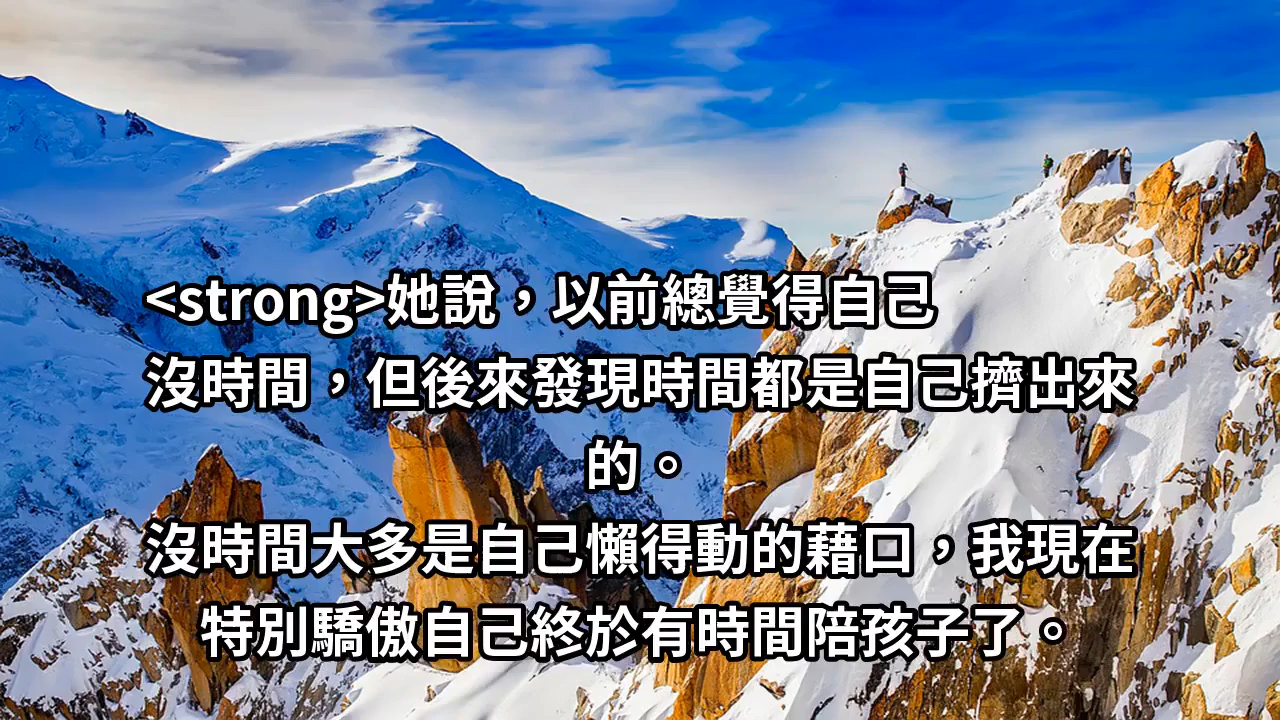 <strong>她說，以前總覺得自己
沒時間，但後來發現時間都是自己擠出來
的。
沒時間大多是自己懶得動的藉口，我現在
特別驕傲自己終於有時間陪孩子了。